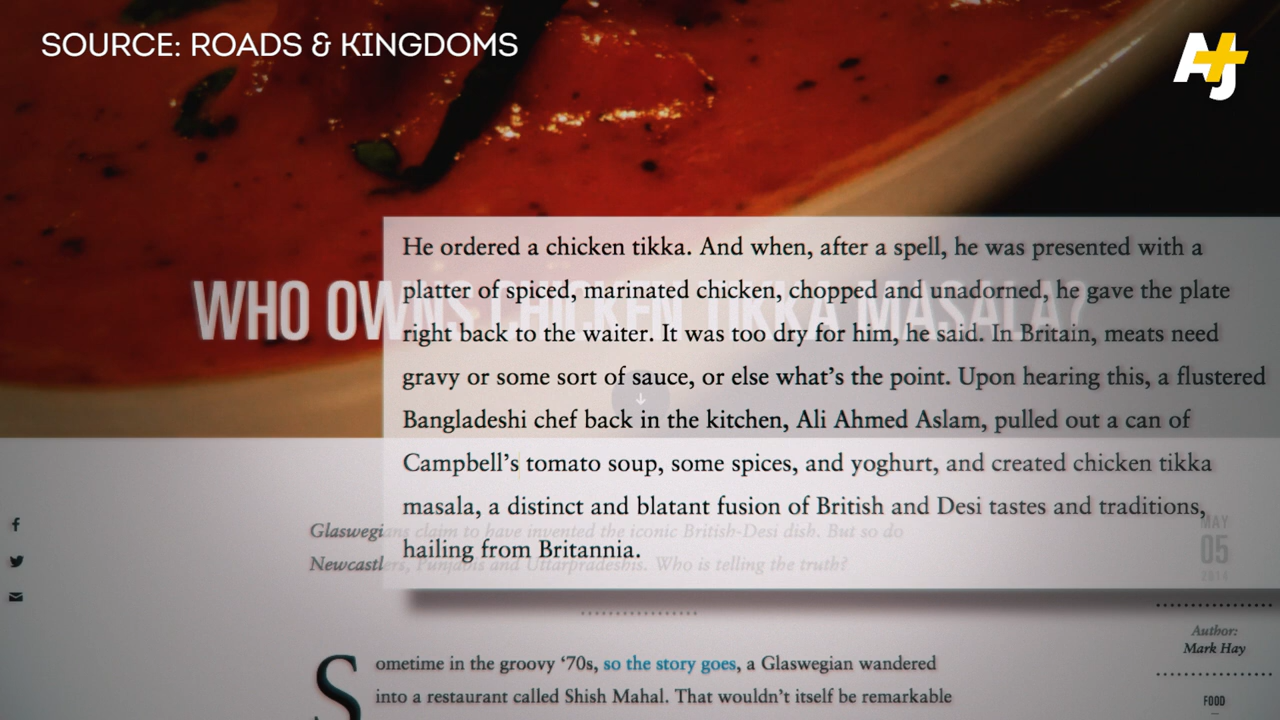 SOURCE: ROADS & KINGDOMS
AJ+
WHO OWNS CHICKEN TIKKA MASALA?
He ordered a chicken tikka. And when, after a spell, he was presented with a
platter of spiced, marinated chicken, chopped and unadorned, he gave the plate
right back to the waiter. It was too dry for him, he said. In Britain, meats need
gravy or some sort of sauce, or else what’s the point. Upon hearing this, a flustered
Bangladeshi chef back in the kitchen, Ali Ahmed Aslam, pulled out a can of
Campbell’s tomato soup, some spices, and yoghurt, and created chicken tikka
masala, a distinct and blatant fusion of British and Desi tastes and traditions,
hailing from Britannia.
Glaswegians claim to have invented the iconic British-Desi dish. But so do
Newcastlers, Punjabis and Uttarpradeshis. Who is telling the truth?
MAY
05
2014
Author:
Mark Hay
FOOD
Sometime in the groovy ‘70s, so the story goes, a Glaswegian wandered
into a restaurant called Shish Mahal. That wouldn’t itself be remarkable